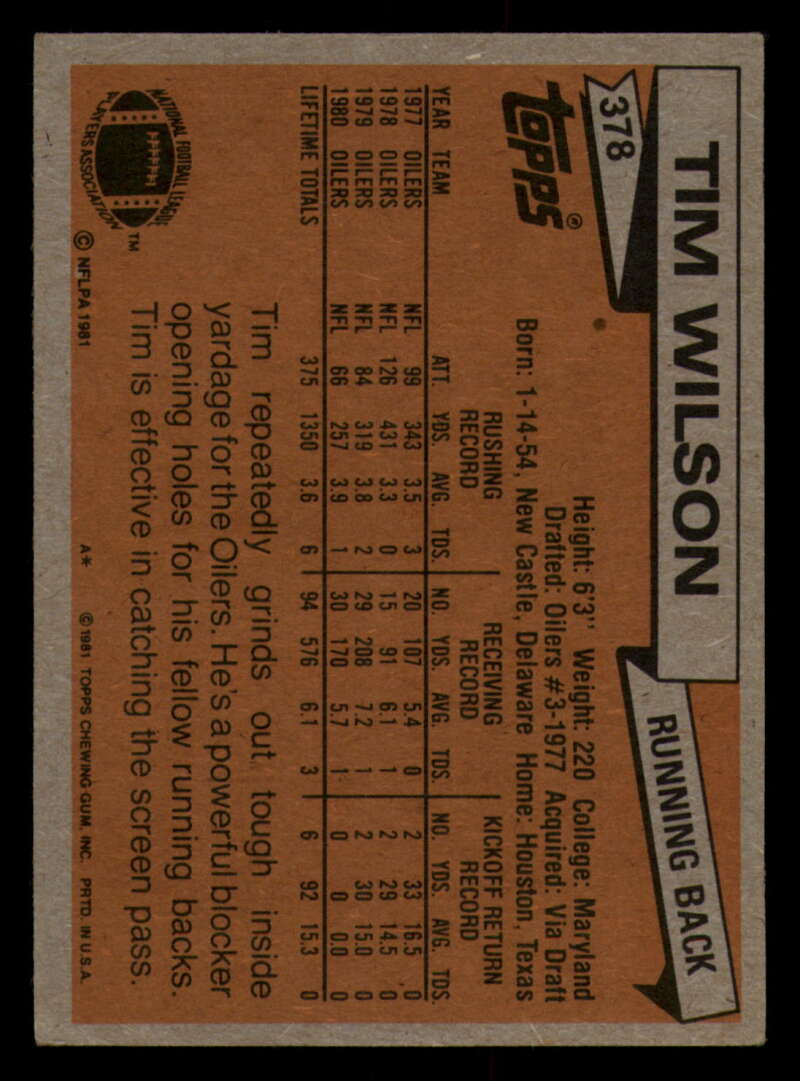 378
TIM WILSON
RUNNING BACK
topps®
Height: 6'3" Weight: 220 College: Maryland
Drafted: Oilers #3-1977 Acquired: Via Draft
Born: 1-14-54, New Castle, Delaware Home: Houston, Texas
RUSHING RECORD RECEIVING RECORD KICKOFF RETURN RECORD
YEAR TEAM ATT. YDS. AVG. TDS. NO. YDS. AVG. TDS. NO. YDS. AVG. TDS.
1977 OILERS NFL 99 343 3.5 3 20 107 5.4 0 2 33 16.5 0
1978 OILERS NFL 126 431 3.3 0 15 91 6.1 1 2 29 14.5 0
1979 OILERS NFL 84 319 3.8 2 29 208 7.2 1 2 30 15.0 0
1980 OILERS NFL 66 257 3.9 1 30 170 5.7 1 0 0 0.0 0
LIFETIME TOTALS 375 1350 3.6 6 94 576 6.1 3 6 92 15.3 0
Tim repeatedly grinds out tough inside
yardage for the Oilers. He's a powerful blocker
opening holes for his fellow running backs.
Tim is effective in catching the screen pass.
NATIONAL FOOTBALL LEAGUE
PLAYERS ASSOCIATION
TM
© NFLPA 1981
A* ©1981 TOPPS CHEWING GUM, INC. PRTD. IN U.S.A.